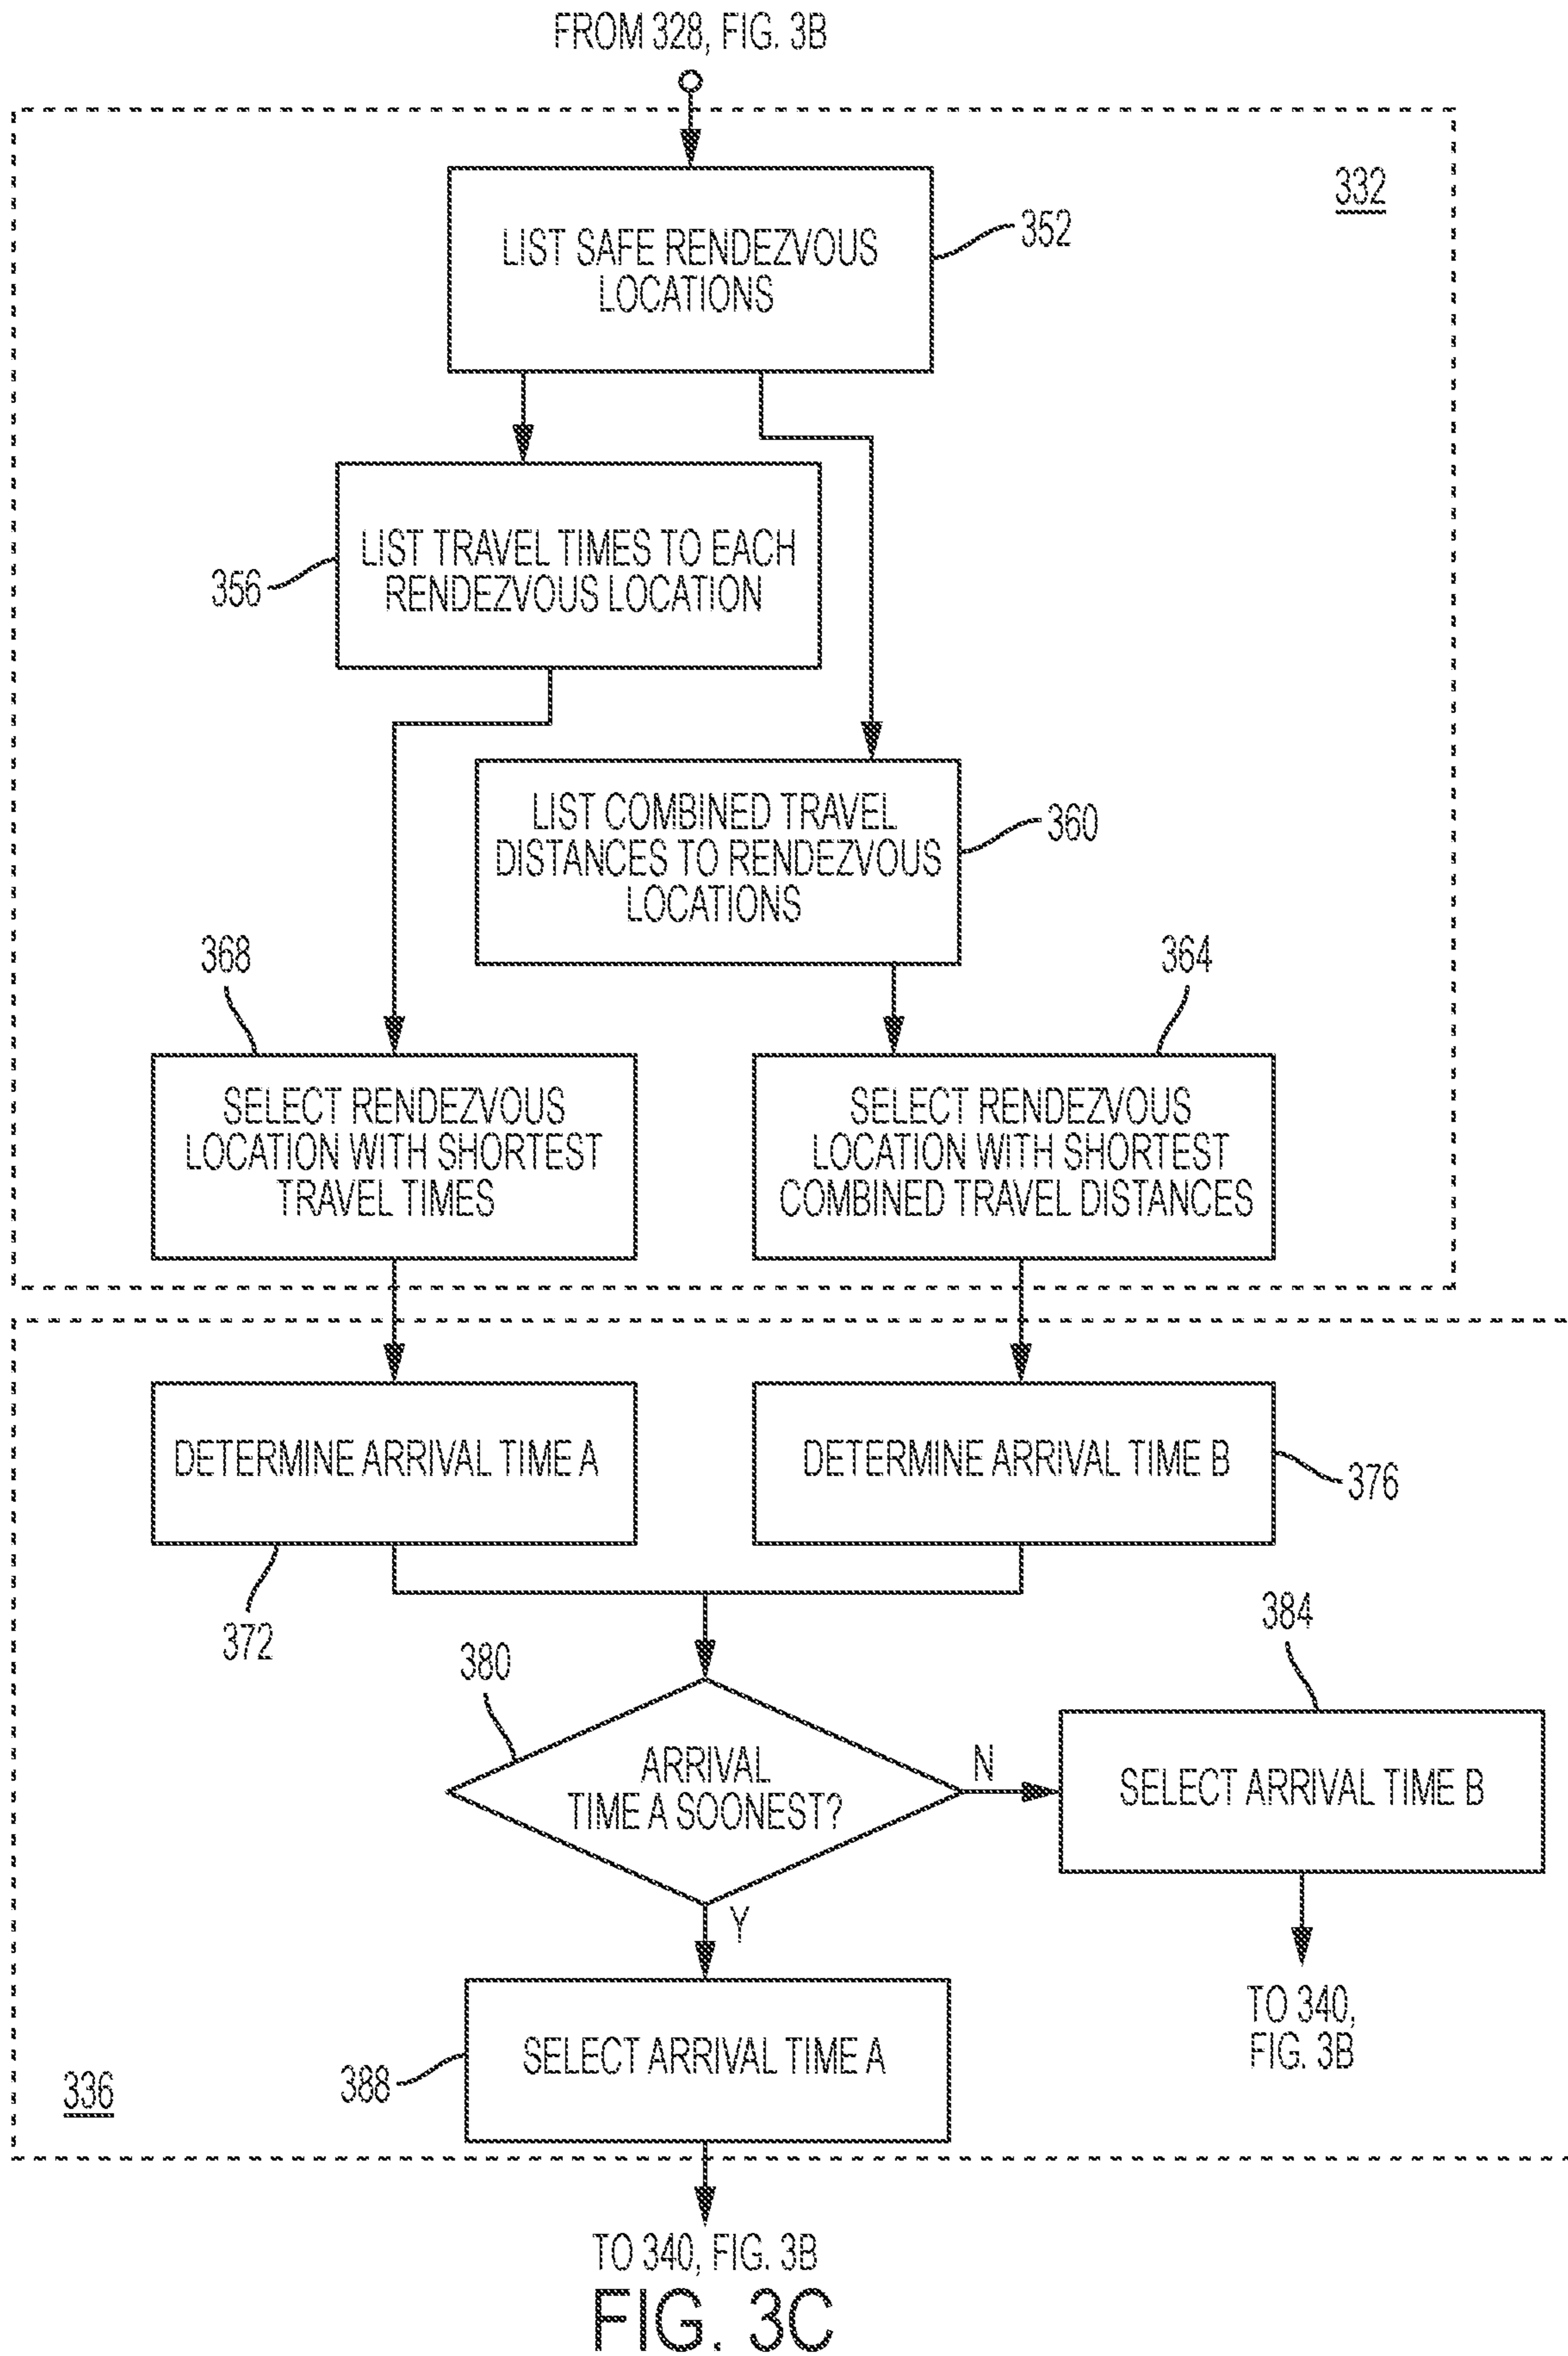 FROM 328, FIG. 3B
332
LIST SAFE RENDEZVOUS
LOCATIONS
352
LIST TRAVEL TIMES TO EACH
RENDEZVOUS LOCATION
356
LIST COMBINED TRAVEL
DISTANCES TO RENDEZVOUS
LOCATIONS
360
368
364
SELECT RENDEZVOUS
LOCATION WITH SHORTEST
TRAVEL TIMES
SELECT RENDEZVOUS
LOCATION WITH SHORTEST
COMBINED TRAVEL DISTANCES
DETERMINE ARRIVAL TIME A
DETERMINE ARRIVAL TIME B
376
372
384
380
ARRIVAL
TIME A SOONEST?
N
SELECT ARRIVAL TIME B
Y
TO 340,
FIG. 3B
SELECT ARRIVAL TIME A
388
336
TO 340, FIG. 3B
FIG. 3C